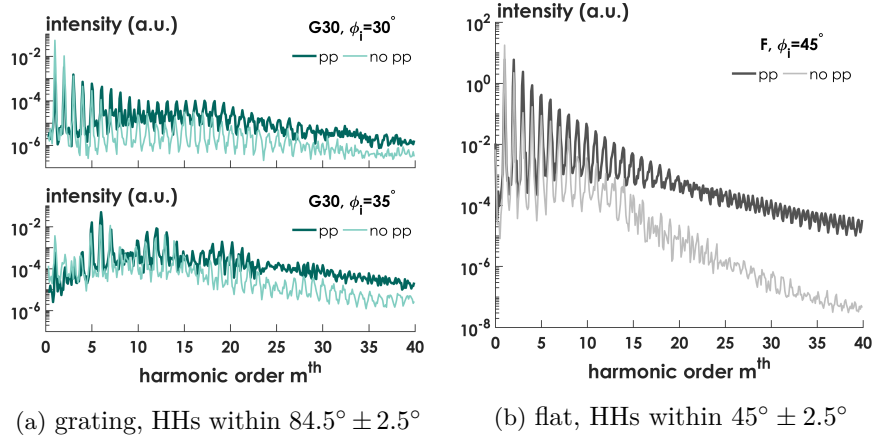 intensity (a.u.)
G30, ϕi=30°
pp no pp
10-2
10-4
10-6
intensity (a.u.)
G30, ϕi=35°
pp no pp
10-2
10-4
10-6
0 5 10 15 20 25 30 35 40
harmonic order mth
(a) grating, HHs within 84.5° ± 2.5°
intensity (a.u.)
F, ϕi=45°
pp no pp
102
100
10-2
10-4
10-6
10-8
0 5 10 15 20 25 30 35 40
harmonic order mth
(b) flat, HHs within 45° ± 2.5°